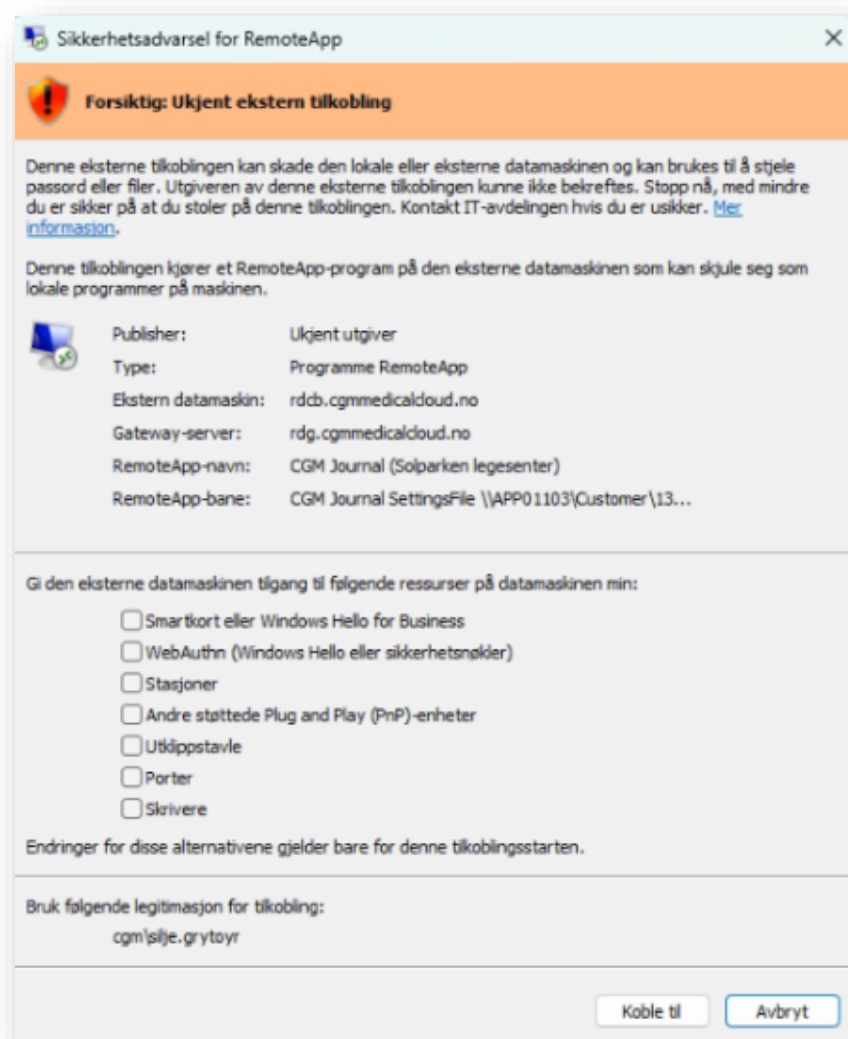 Sikkerhetsadvarsel for RemoteApp
Forsiktig: Ukjent ekstern tilkobling
Denne eksterne tilkoblingen kan skade den lokale eller eksterne datamaskinen og kan brukes til å stjele
passord eller filer. Utgiveren av denne eksterne tilkoblingen kunne ikke bekreftes. Stopp nå, med mindre
du er sikker på at du stoler på denne tilkoblingen. Kontakt IT-avdelingen hvis du er usikker. Mer
informasjon.
Denne tilkoblingen kjører et RemoteApp-program på den eksterne datamaskinen som kan skjule seg som
lokale programmer på maskinen.
Publisher: Ukjent utgiver
Type: Programme RemoteApp
Ekstern datamaskin: rdcb.cgmmedicalcloud.no
Gateway-server: rdg.cgmmedicalcloud.no
RemoteApp-navn: CGM Journal (Solparken legesenter)
RemoteApp-bane: CGM Journal SettingsFile \\APP01103\Customer\13...
Gi den eksterne datamaskinen tilgang til følgende ressurser på datamaskinen min:
Smartkort eller Windows Hello for Business
WebAuthn (Windows Hello eller sikkerhetsnøkler)
Stasjoner
Andre støttede Plug and Play (PnP)-enheter
Utklippstavle
Porter
Skrivere
Endringer for disse alternativene gjelder bare for denne tilkoblingsstarten.
Bruk følgende legitimasjon for tilkobling:
cgm\silje.grytoyr
Koble til Avbryt